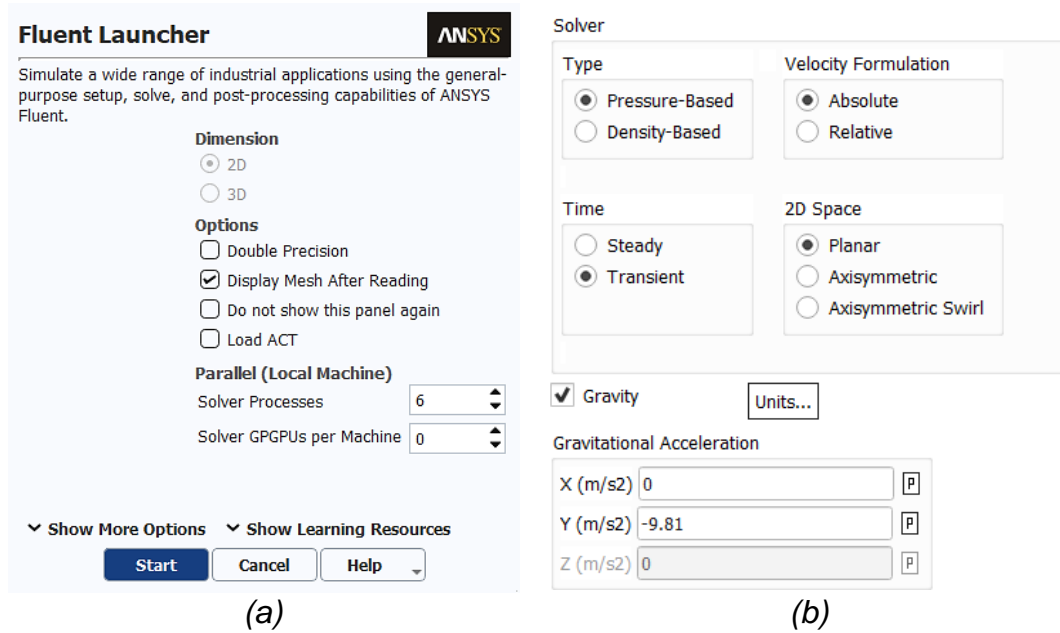 Fluent Launcher
ANSYS
Simulate a wide range of industrial applications using the general-
purpose setup, solve, and post-processing capabilities of ANSYS
Fluent.
Dimension
2D
3D
Options
Double Precision
Display Mesh After Reading
Do not show this panel again
Load ACT
Parallel (Local Machine)
Solver Processes 6
Solver GPGPUs per Machine 0
Show More Options Show Learning Resources
Start Cancel Help
(a)
Solver
Type Velocity Formulation
Pressure-Based Absolute
Density-Based Relative
Time 2D Space
Steady Planar
Transient Axisymmetric
Axisymmetric Swirl
Gravity Units...
Gravitational Acceleration
X (m/s2) 0 P
Y (m/s2) -9.81 P
Z (m/s2) 0 P
(b)